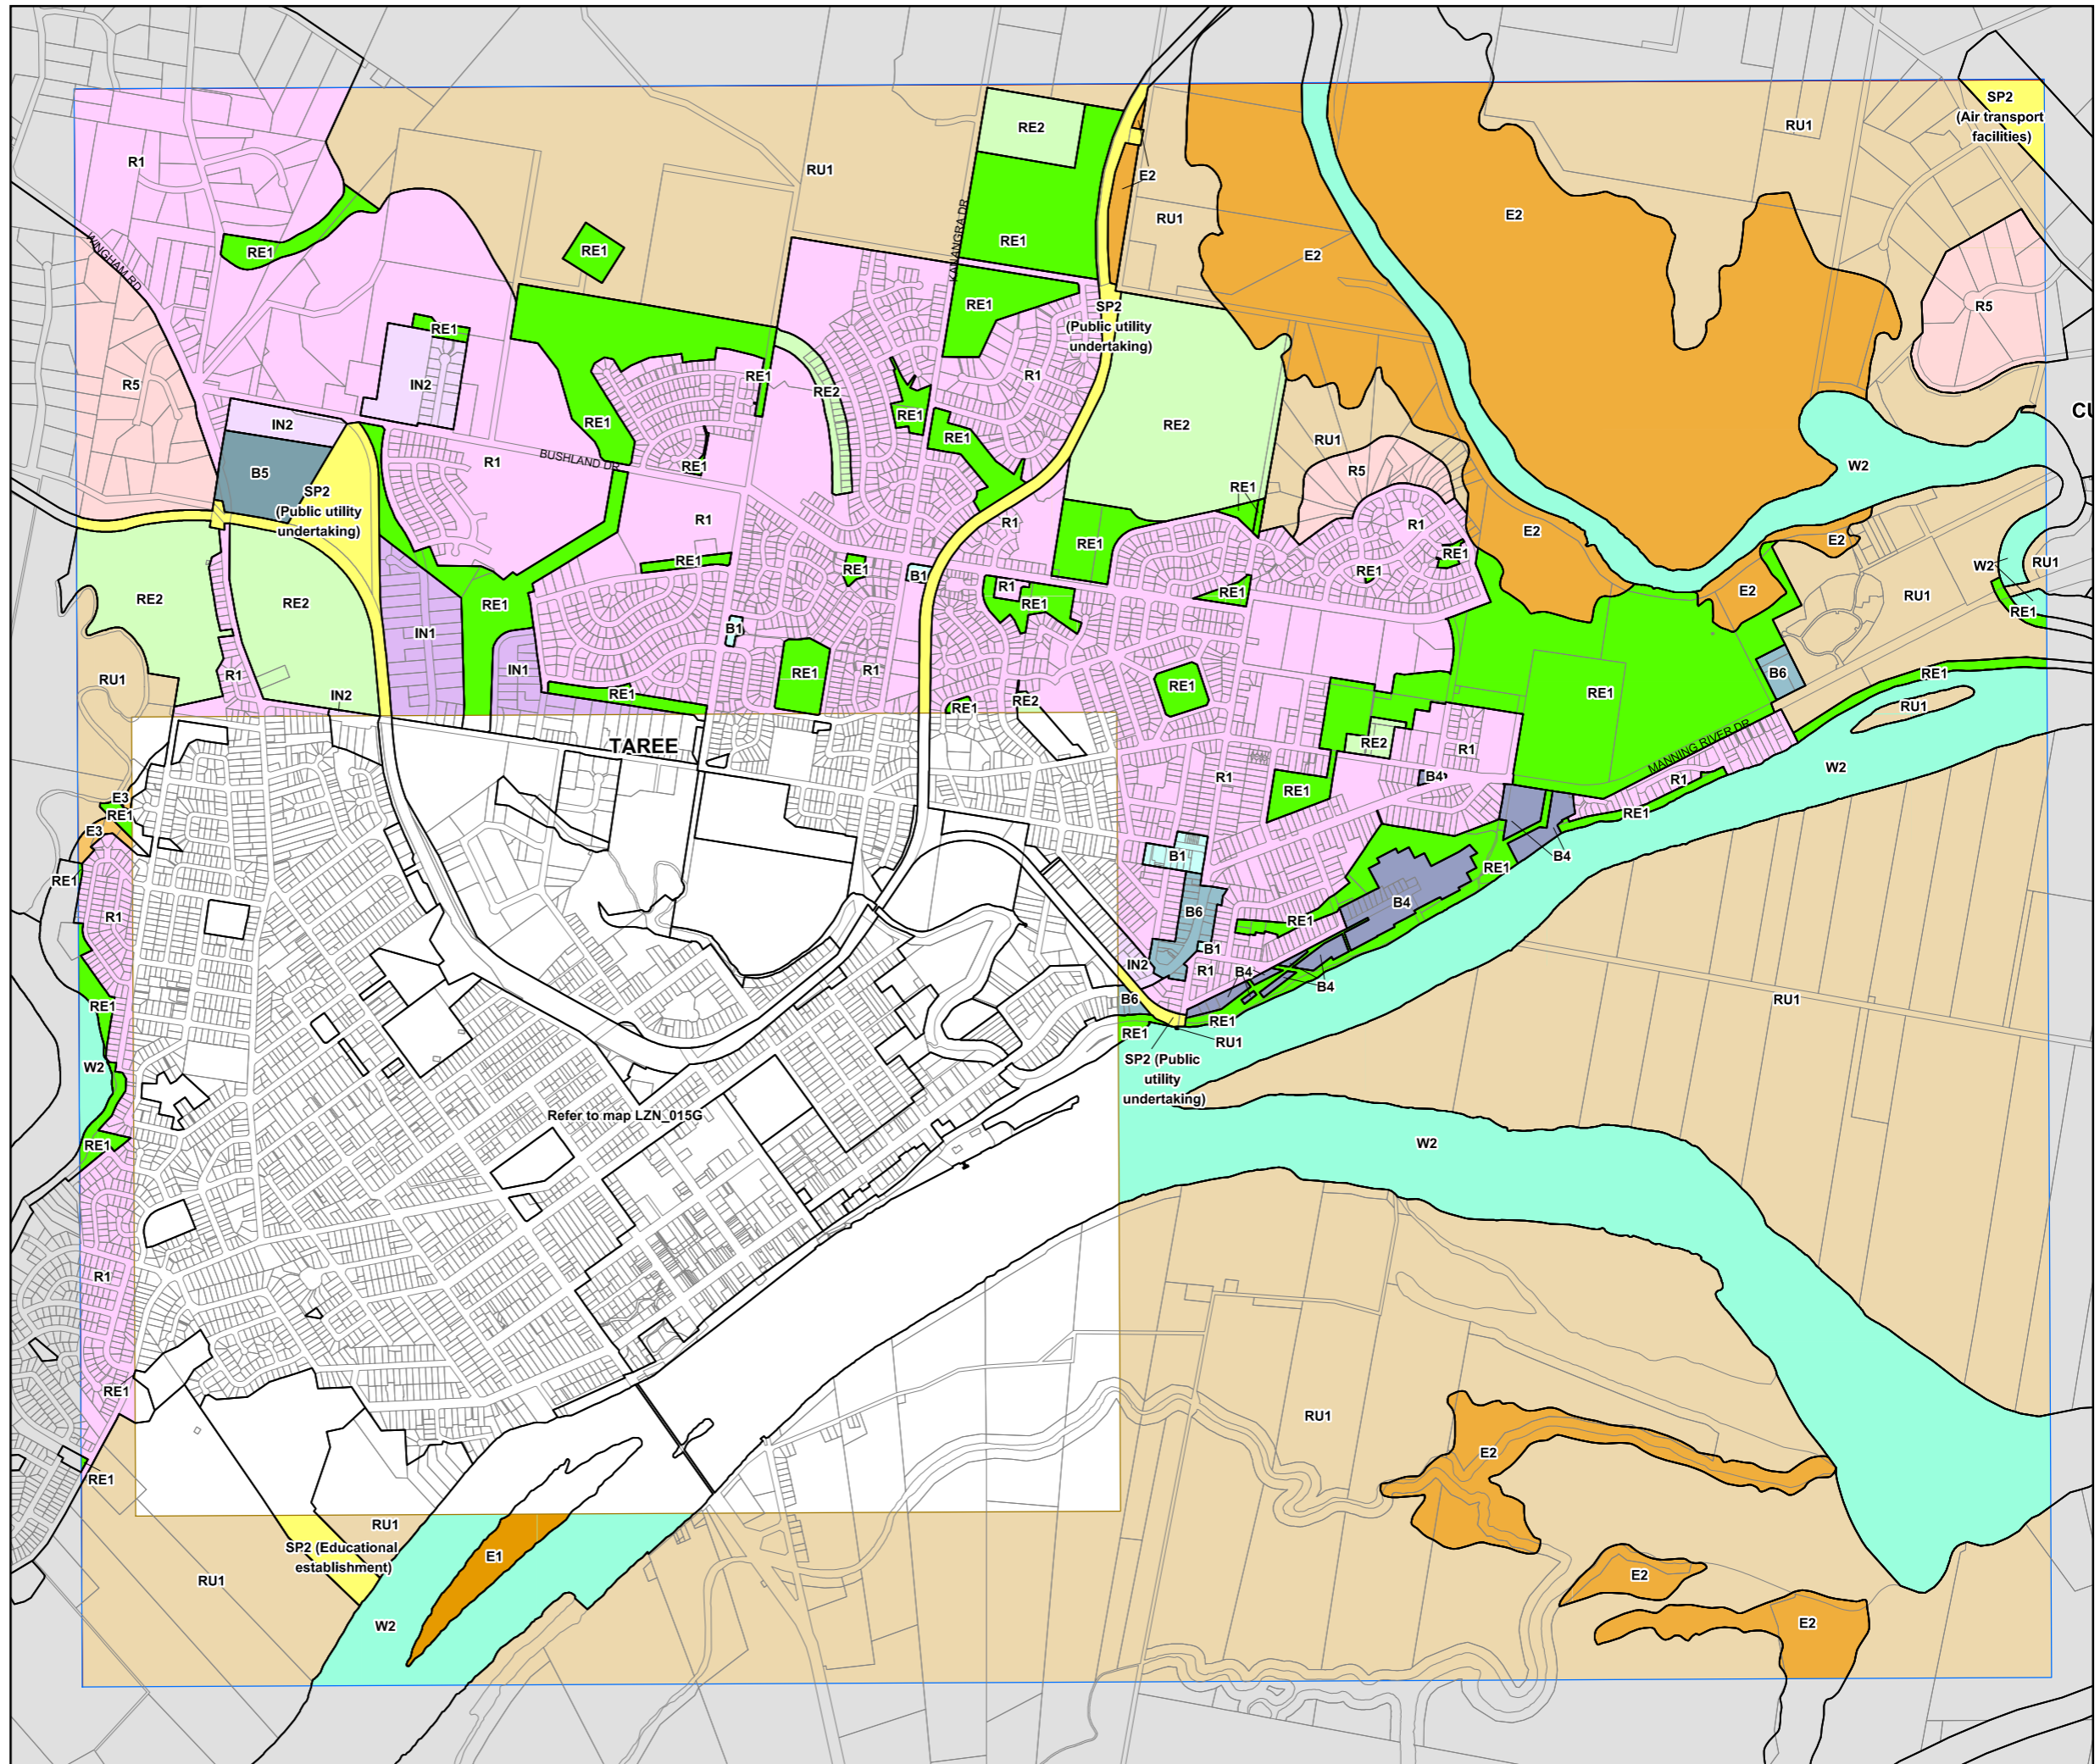 SP2
(Air transport
facilities)
RU1
RE2
R1
RU1
E2
RU1
E2
RE1
RE1
RE1
E2
WINGHAM RD
KANANGRA DR
RE1
SP2
(Public utility
undertaking)
R5
RE1
IN2
R5
RE1
R1
RE2
CU
IN2
RE1
RE1
RE1
RE2
RU1
B5
R1
BUSHLAND DR
RE1
R5
W2
SP2
(Public utility
undertaking)
RE1
R1
R1
R1
E2
E2
RE1
RE1
RE1
RE1
RE1
W2
RU1
B1
R1
RE1
RE1
E2
RU1
RE1
RE2
RE2
RE1
IN1
B1
IN1
R1
RE1
R1
RU1
RE1
RE1
RE1
B6
RE1
IN2
RE1
RE2
RU1
TAREE
RE2
R1
MANNING RIVER DR
W2
R1
B4
R1
E3
RE1
RE1
RE1
E3
B1
B4
RE1
RE1
B4
R1
B6
RE1
B1
IN2
R1
B4
B4
B6
RE1
RE1
RE1
RU1
RU1
W2
SP2 (Public
utility
undertaking)
Refer to map LZN_015G
RE1
W2
R1
RE1
RU1
E2
RE1
RU1
SP2 (Educational
establishment)
E1
RU1
E2
W2
E2